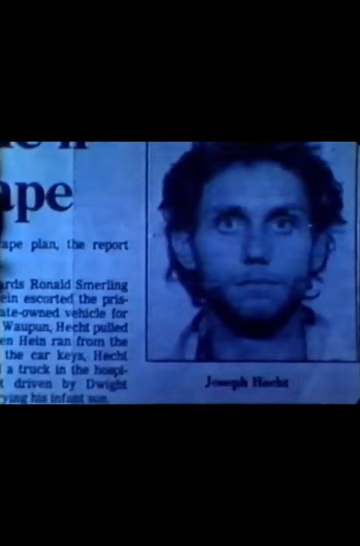 ape
ape plan, the report
ards Ronald Smerling
ein escorted the pris-
ate-owned vehicle for
Waupun, Hecht pulled
en Hein ran from the
the car keys, Hecht
a truck in the hospi-
t driven by Dwight
ying his infant son.
Joseph Hecht